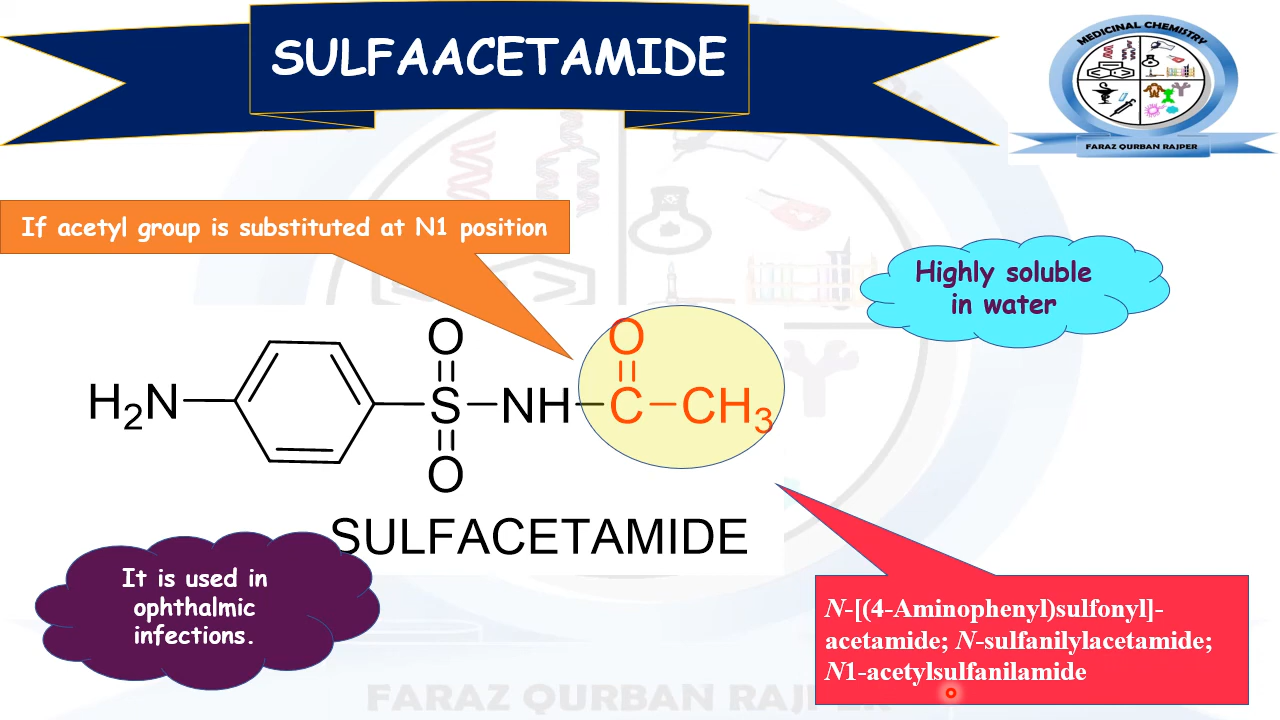 SULFAACETAMIDE
MEDICINAL CHEMISTRY
FARAZ QURBAN RAJPER
If acetyl group is substituted at N1 position
Highly soluble
in water
O
H2N
S
NH
C
CH3
O
O
SULFACETAMIDE
It is used in
ophthalmic
infections.
N-[(4-Aminophenyl)sulfonyl]-
acetamide; N-sulfanilylacetamide;
N1-acetylsulfanilamide
FARAZ QURBAN RAJPER